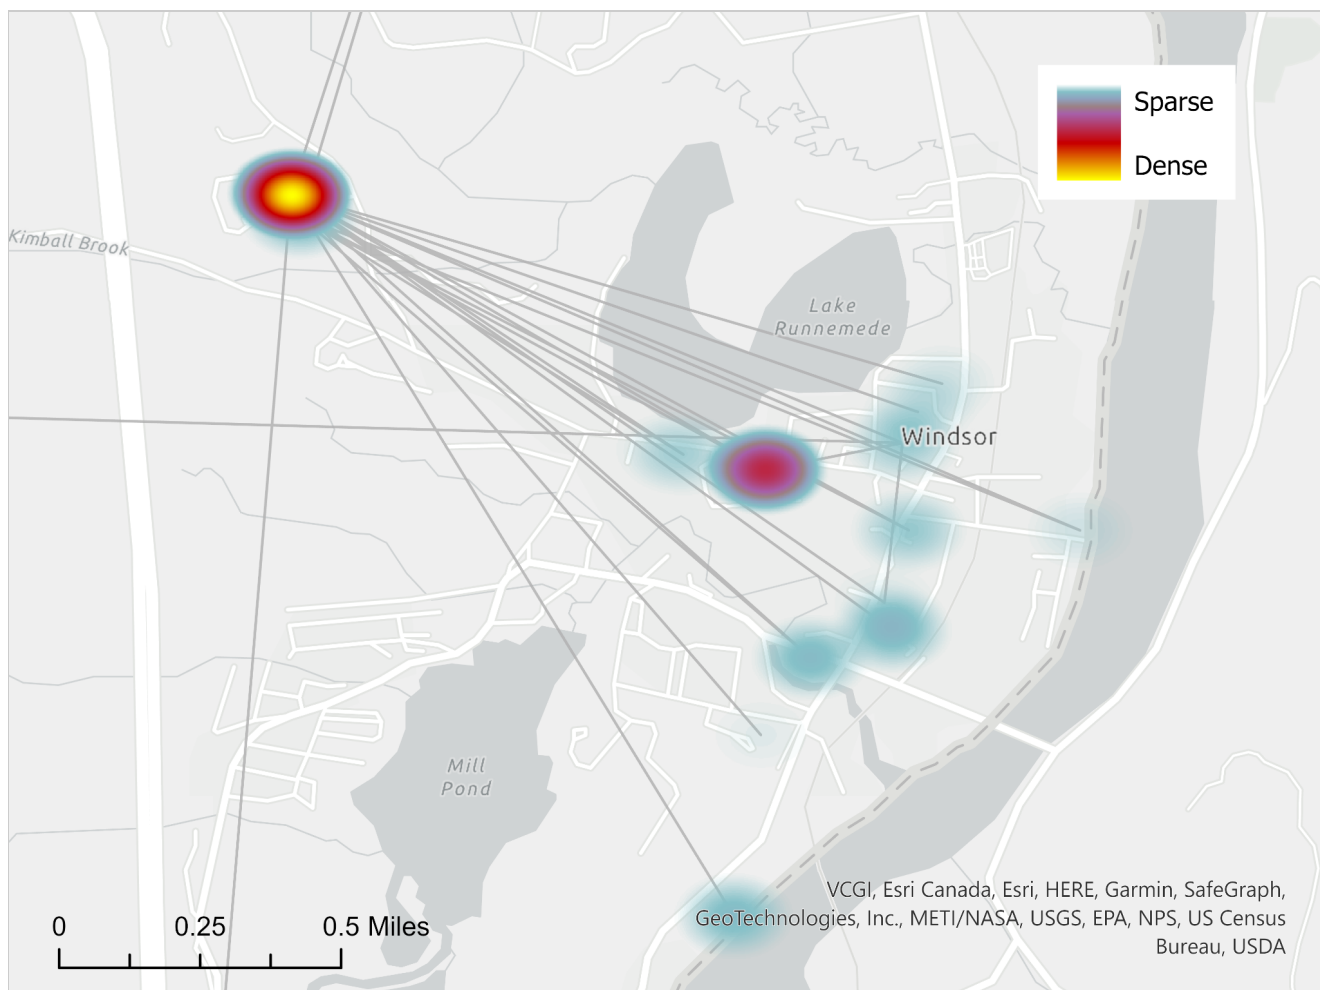 Sparse
Dense
Kimball Brook
Lake
Runnemede
Windsor
Mill
Pond
VCGI, Esri Canada, Esri, HERE, Garmin, SafeGraph,
GeoTechnologies, Inc., METI/NASA, USGS, EPA, NPS, US Census
Bureau, USDA
0 0.25 0.5 Miles